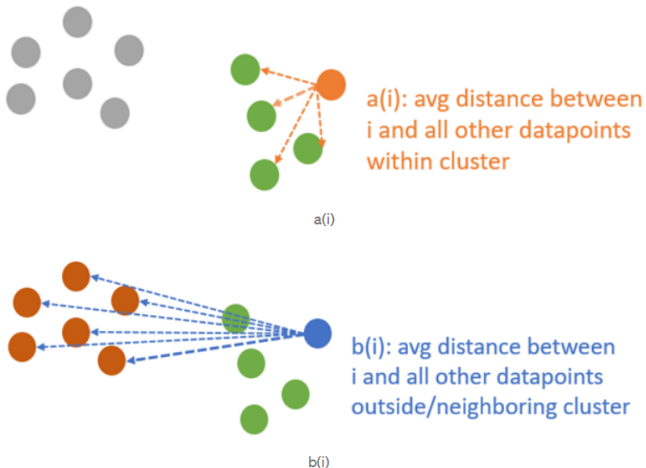 a(i): avg distance between
i and all other datapoints
within cluster
a(i)
b(i): avg distance between
i and all other datapoints
outside/neighboring cluster
b(i)